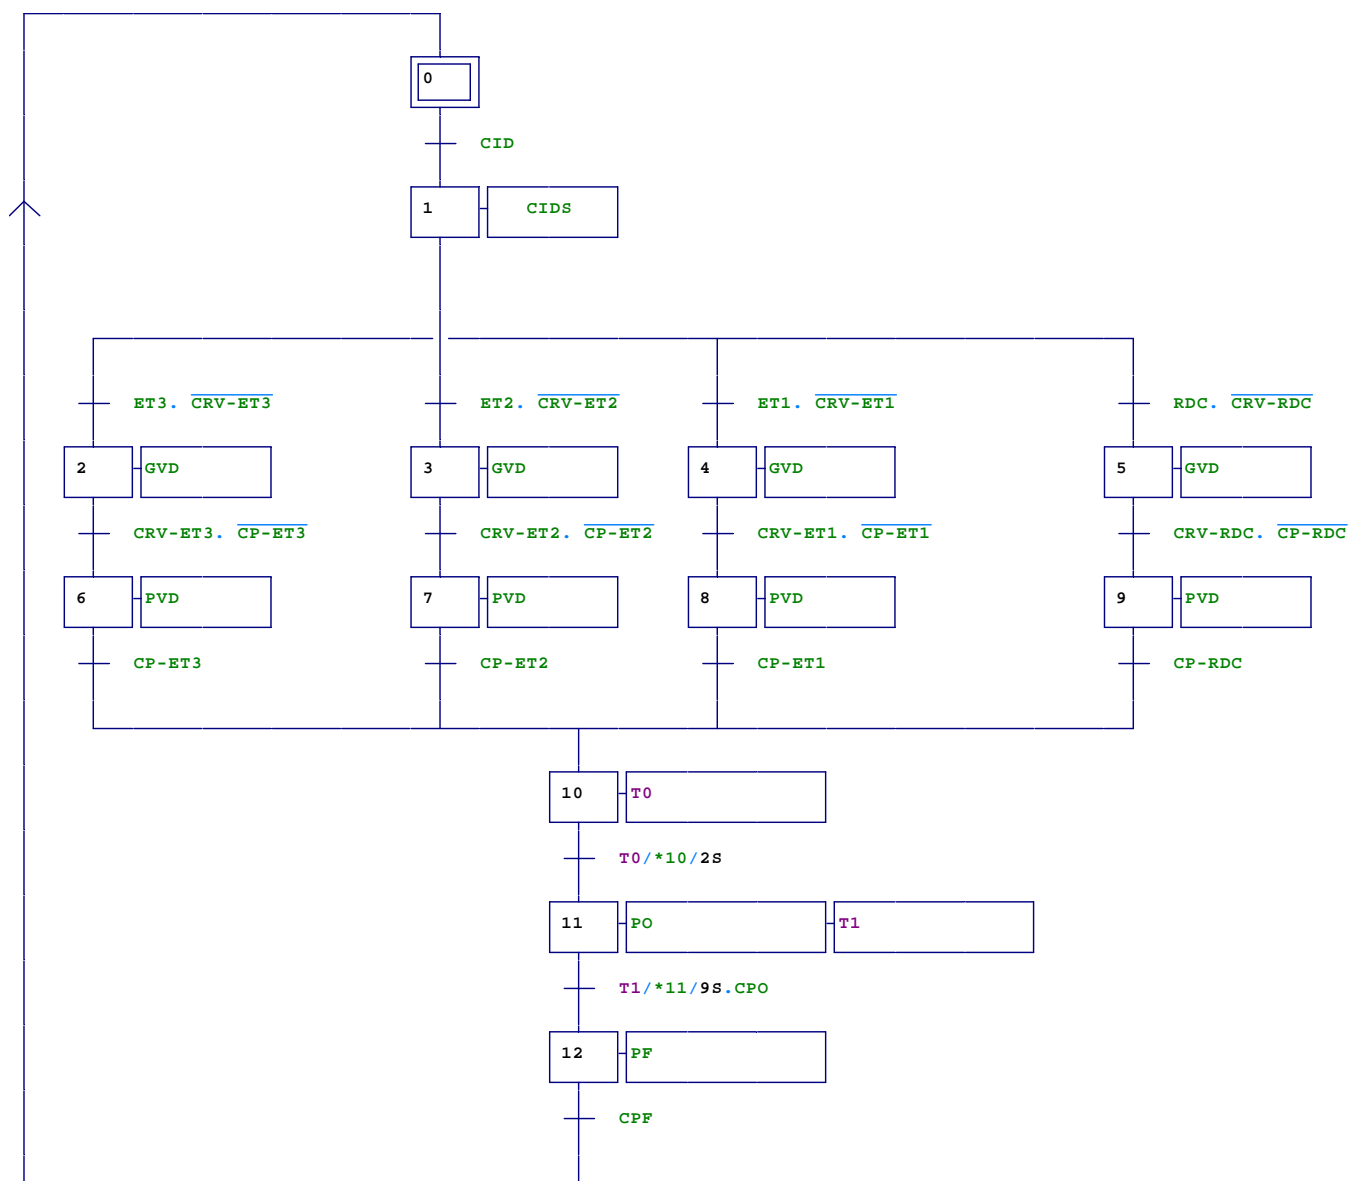 0
CID
1 CIDS
ET3. CRV-ET3 ET2. CRV-ET2 ET1. CRV-ET1 RDC. CRV-RDC
2 GVD 3 GVD 4 GVD 5 GVD
CRV-ET3. CP-ET3 CRV-ET2. CP-ET2 CRV-ET1. CP-ET1 CRV-RDC. CP-RDC
6 PVD 7 PVD 8 PVD 9 PVD
CP-ET3 CP-ET2 CP-ET1 CP-RDC
10 T0
T0/*10/2S
11 PO T1
T1/*11/9S.CPO
12 PF
CPF